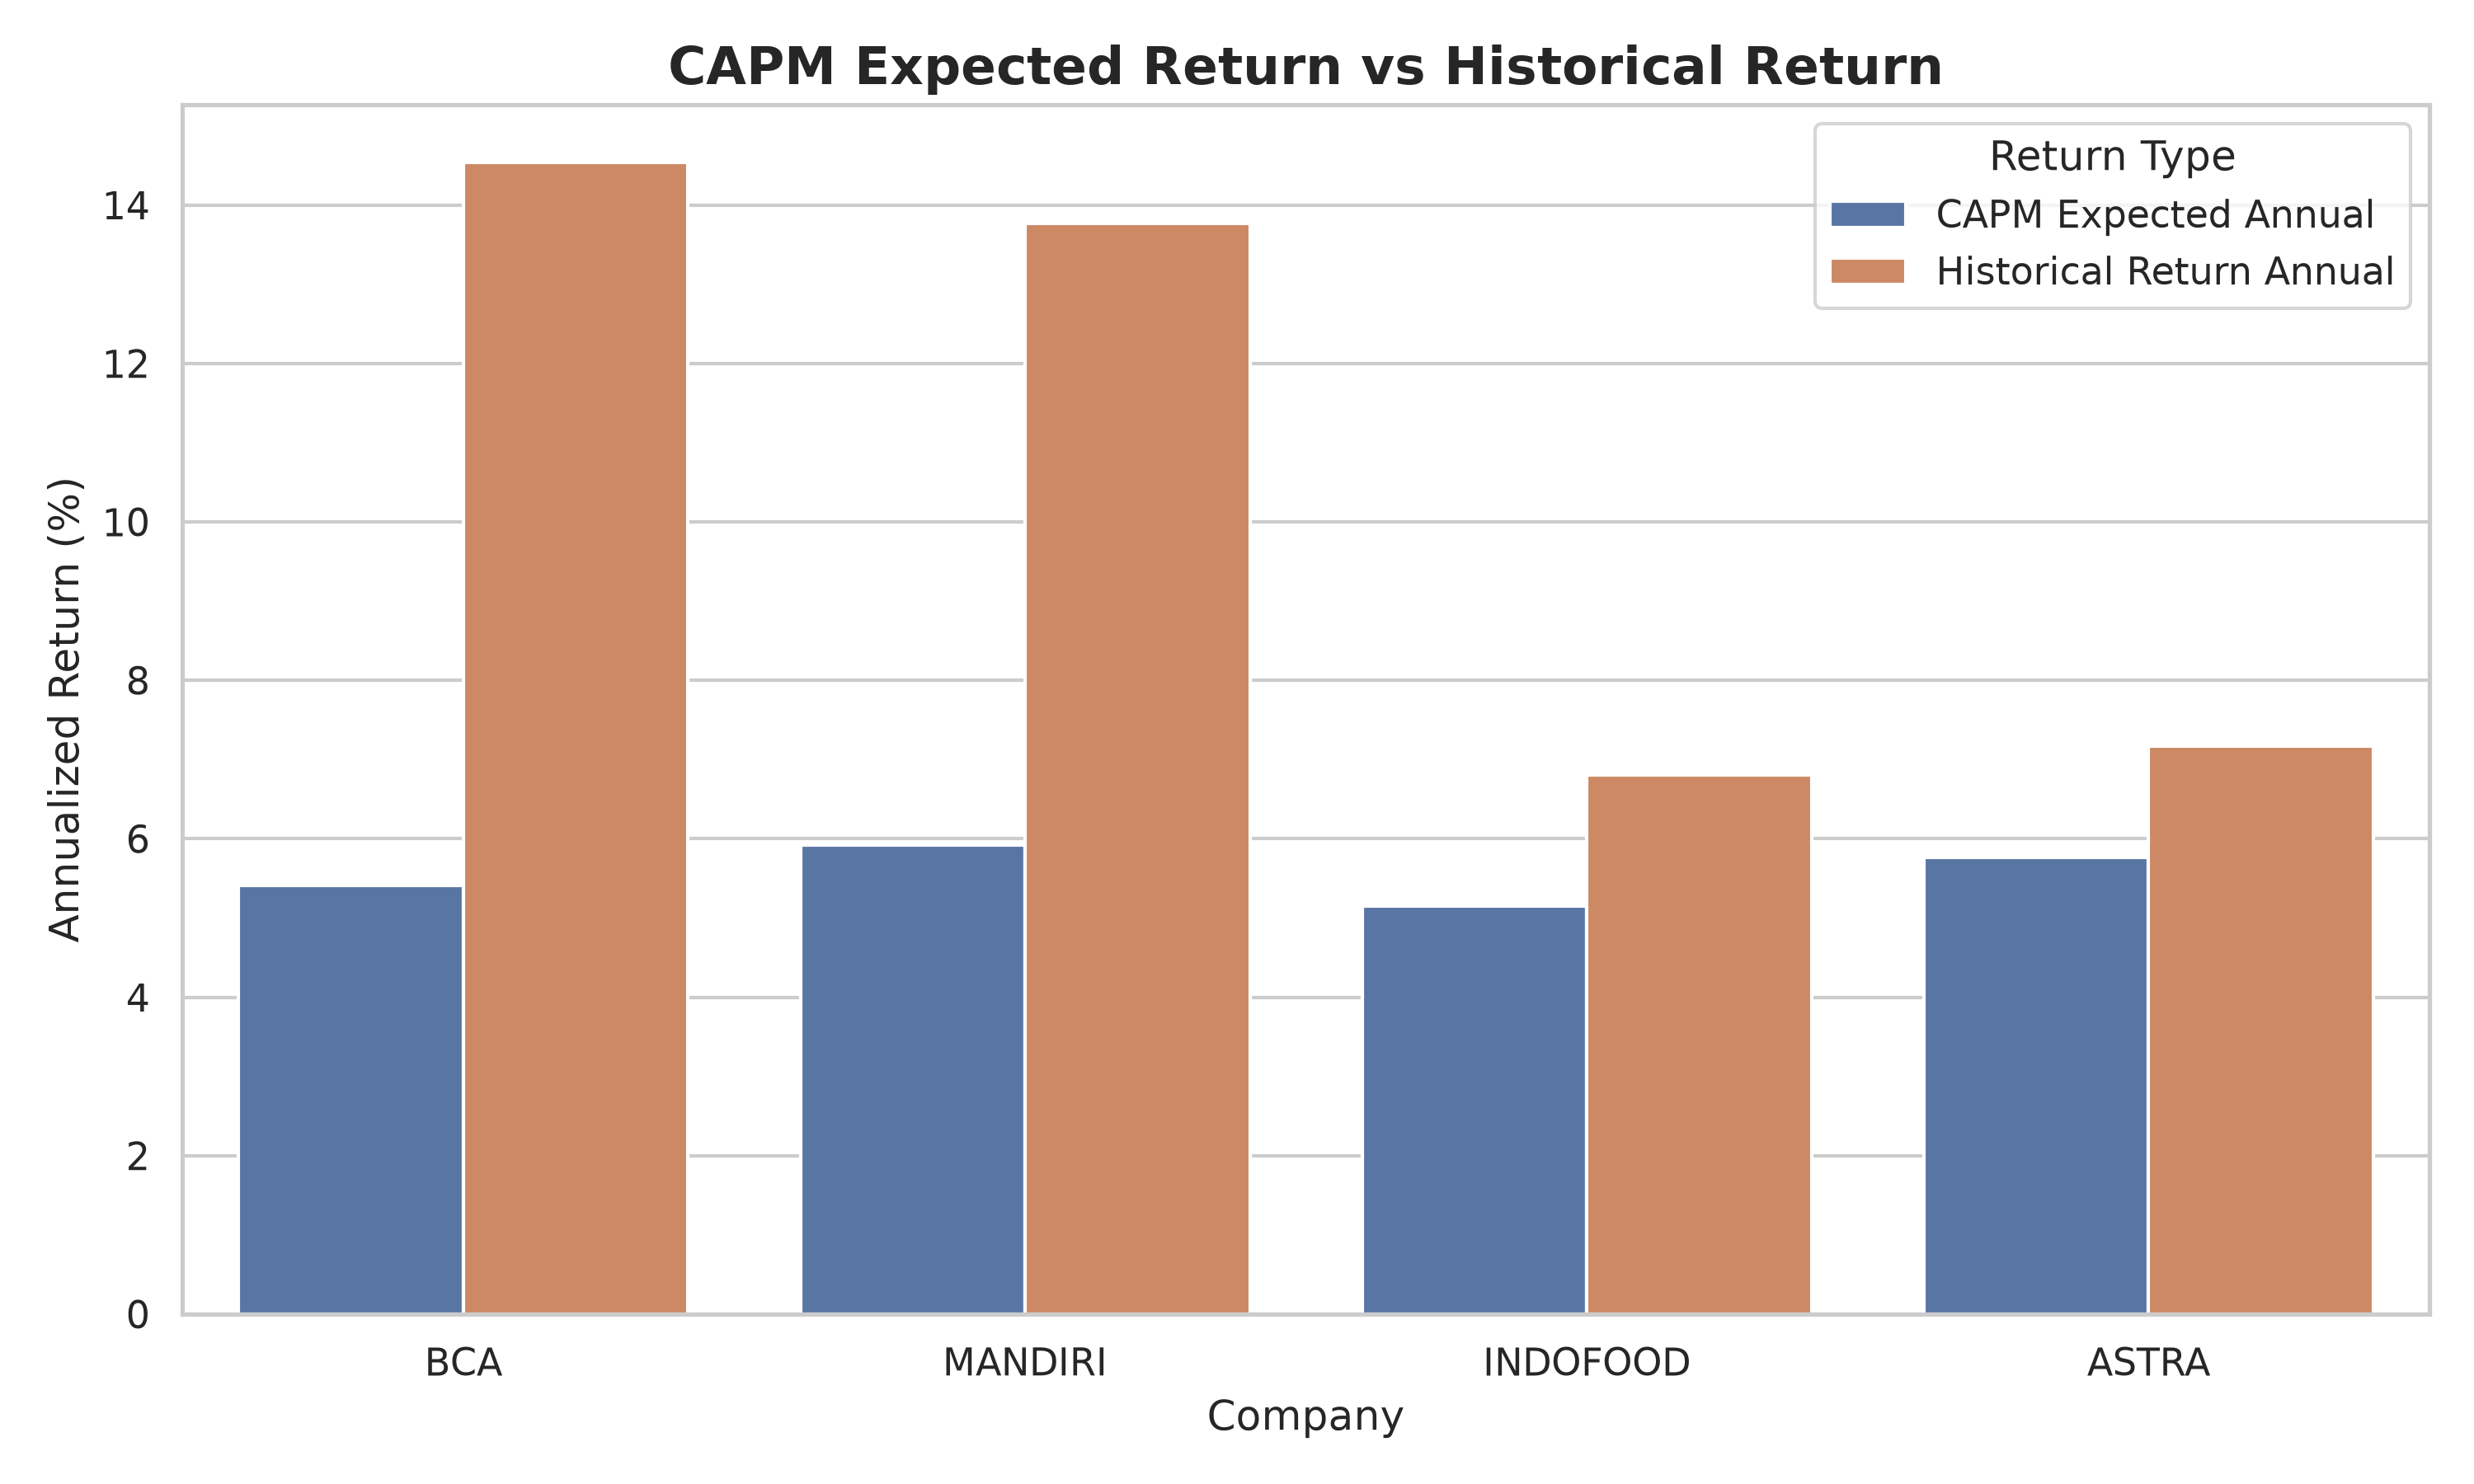 CAPM Expected Return vs Historical Return
Return Type
CAPM Expected Annual
Historical Return Annual
Annualized Return (%)
14
12
10
8
6
4
2
0
BCA MANDIRI INDOFOOD ASTRA
Company